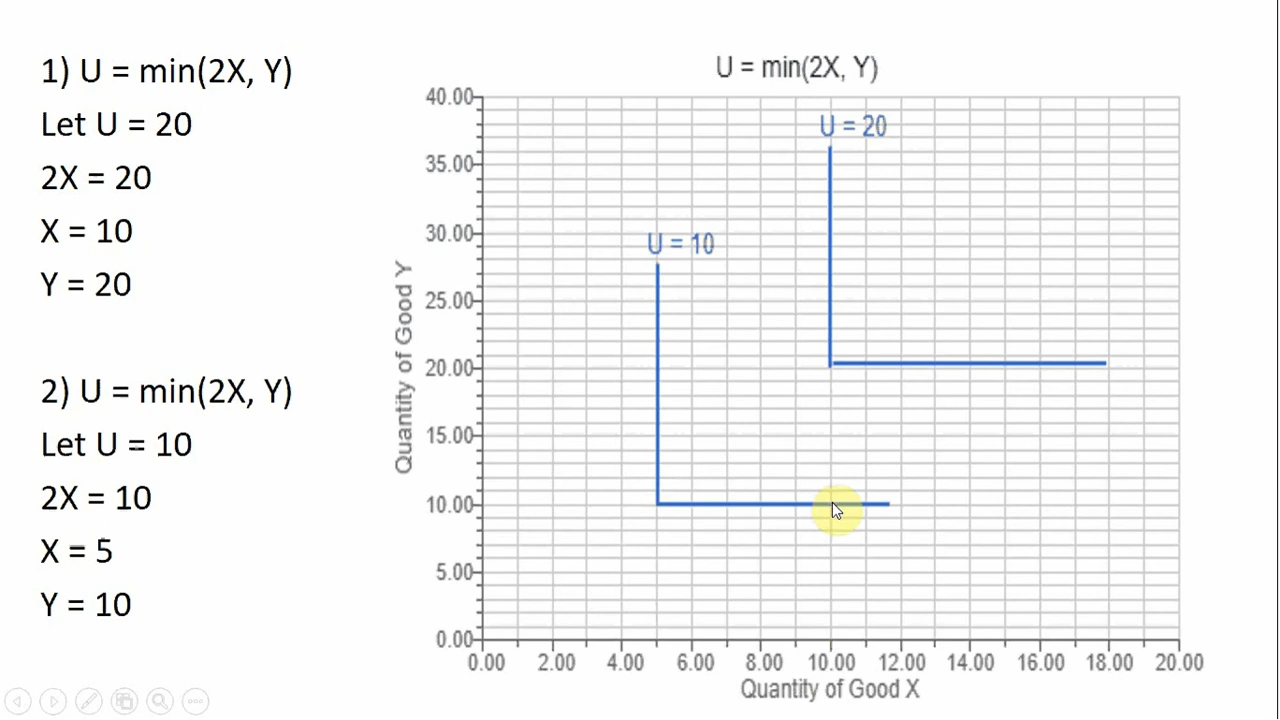 1) U = min(2X, Y)
Let U = 20
2X = 20
X = 10
Y = 20
2) U = min(2X, Y)
Let U = 10
2X = 10
X = 5
Y = 10
U = min(2X, Y)
40.00
35.00
30.00
25.00
20.00
15.00
10.00
5.00
0.00
Quantity of Good Y
U = 20
U = 10
0.00 2.00 4.00 6.00 8.00 10.00 12.00 14.00 16.00 18.00 20.00
Quantity of Good X